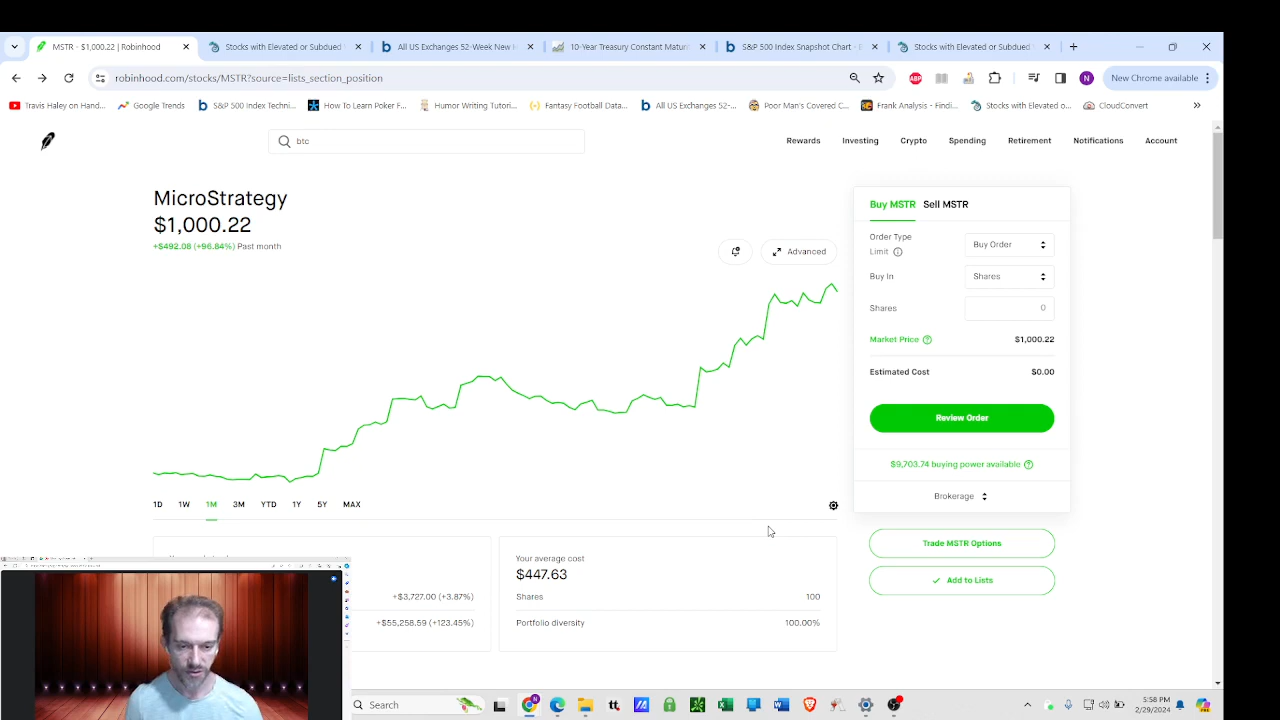 MSTR - $1,000.22 | Robinhood
Stocks with Elevated or Subdued
All US Exchanges 52-Week New
10-Year Treasury Constant Matur
S&P 500 Index Snapshot Chart -
Stocks with Elevated or Subdued
robinhood.com/stocks/MSTR?source=lists_section_position
ABP
N
New Chrome available
Travis Haley on Hand...
Google Trends
S&P 500 Index Techni...
How To Learn Poker F...
Humor Writing Tutori...
Fantasy Football Data...
All US Exchanges 52-...
Poor Man's Covered C...
Frank Analysis - Findi...
Stocks with Elevated o...
CloudConvert
btc
Rewards
Investing
Crypto
Spending
Retirement
Notifications
Account
MicroStrategy
$1,000.22
+$492.08 (+96.84%) Past month
Advanced
1D 1W 1M 3M YTD 1Y 5Y MAX
Buy MSTR Sell MSTR
Order Type
Limit
Buy Order
Buy In
Shares
Shares
0
Market Price
$1,000.22
Estimated Cost
$0.00
Review Order
$9,703.74 buying power available
Brokerage
Trade MSTR Options
Add to Lists
+$3,727.00 (+3.87%)
+$55,258.59 (+123.45%)
Your average cost
$447.63
Shares
100
Portfolio diversity
100.00%
Search
tt
5:58 PM
2/29/2024